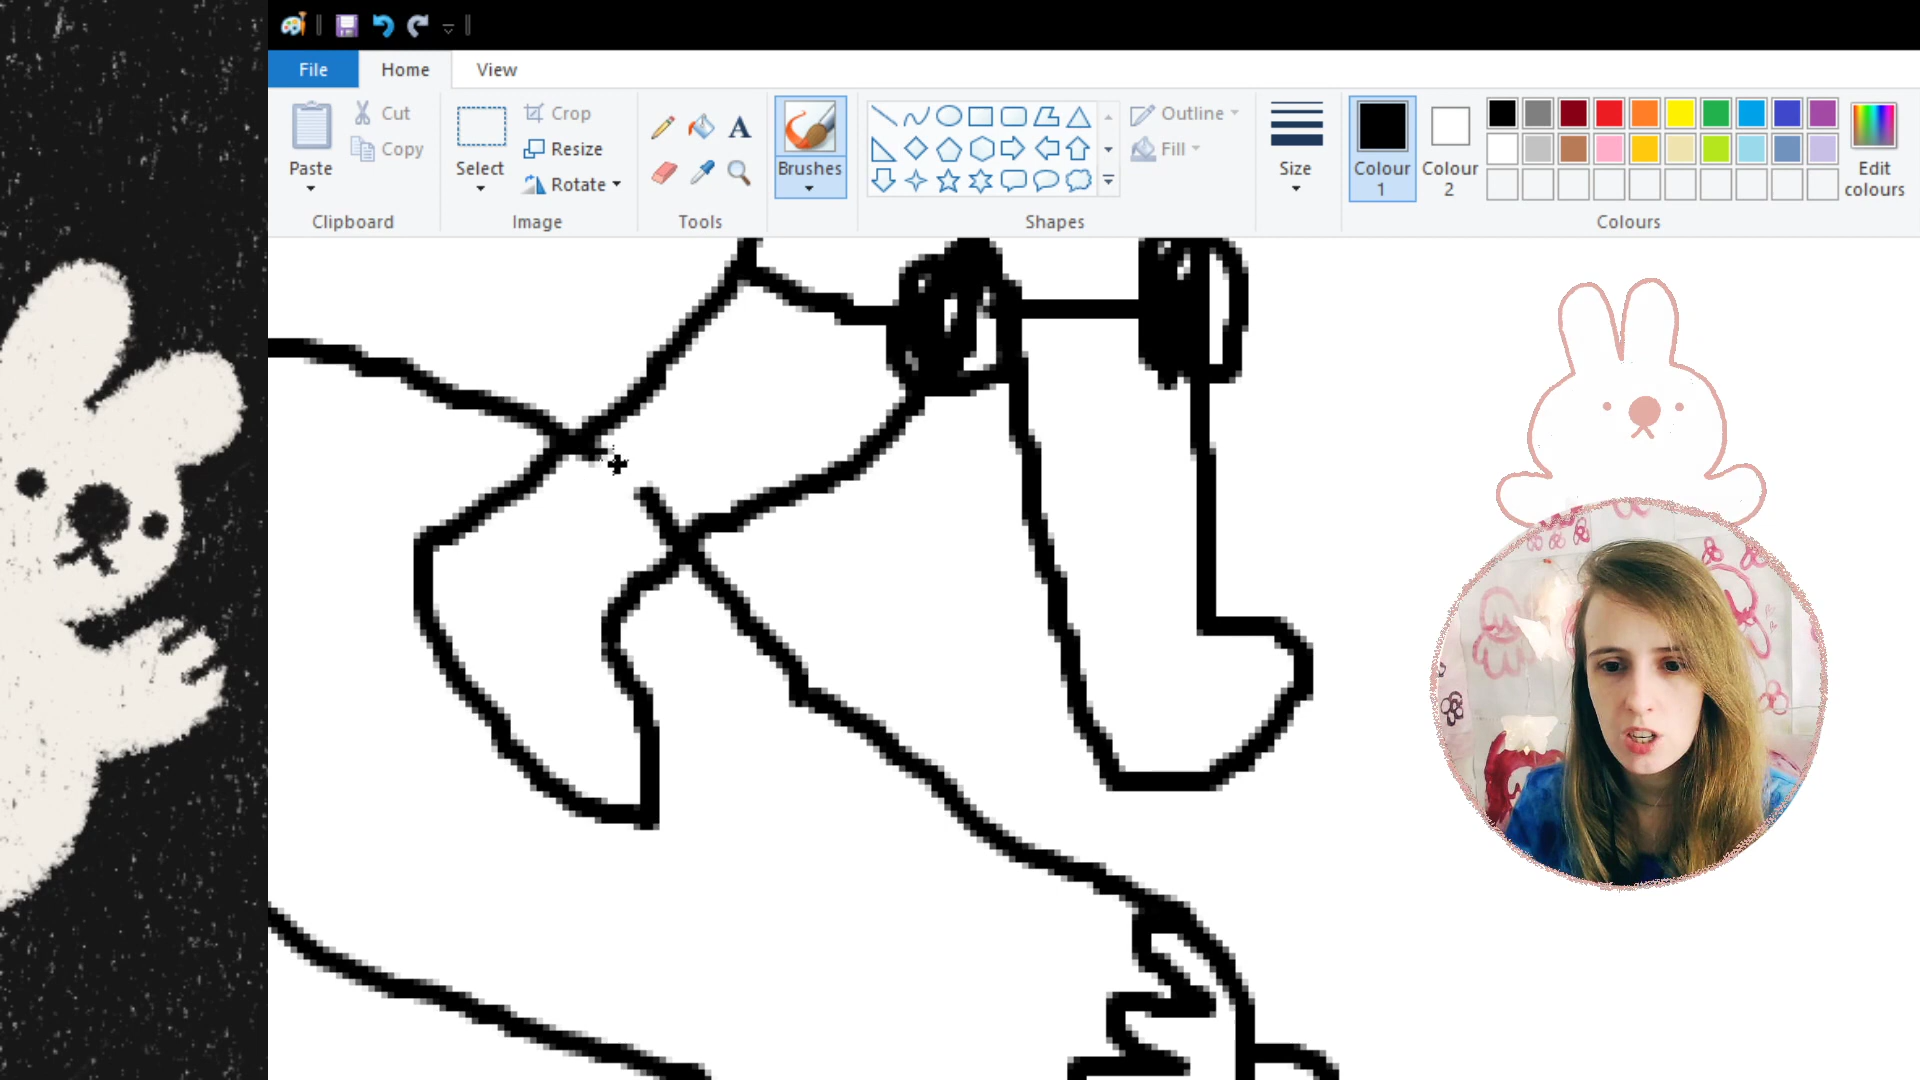 File Home View
Paste
Cut
Copy
Clipboard
Select
Crop
Resize
Rotate
Image
A
Tools
Brushes
Outline
Fill
Shapes
Size
Colour 1
Colour 2
Edit colours
Colours